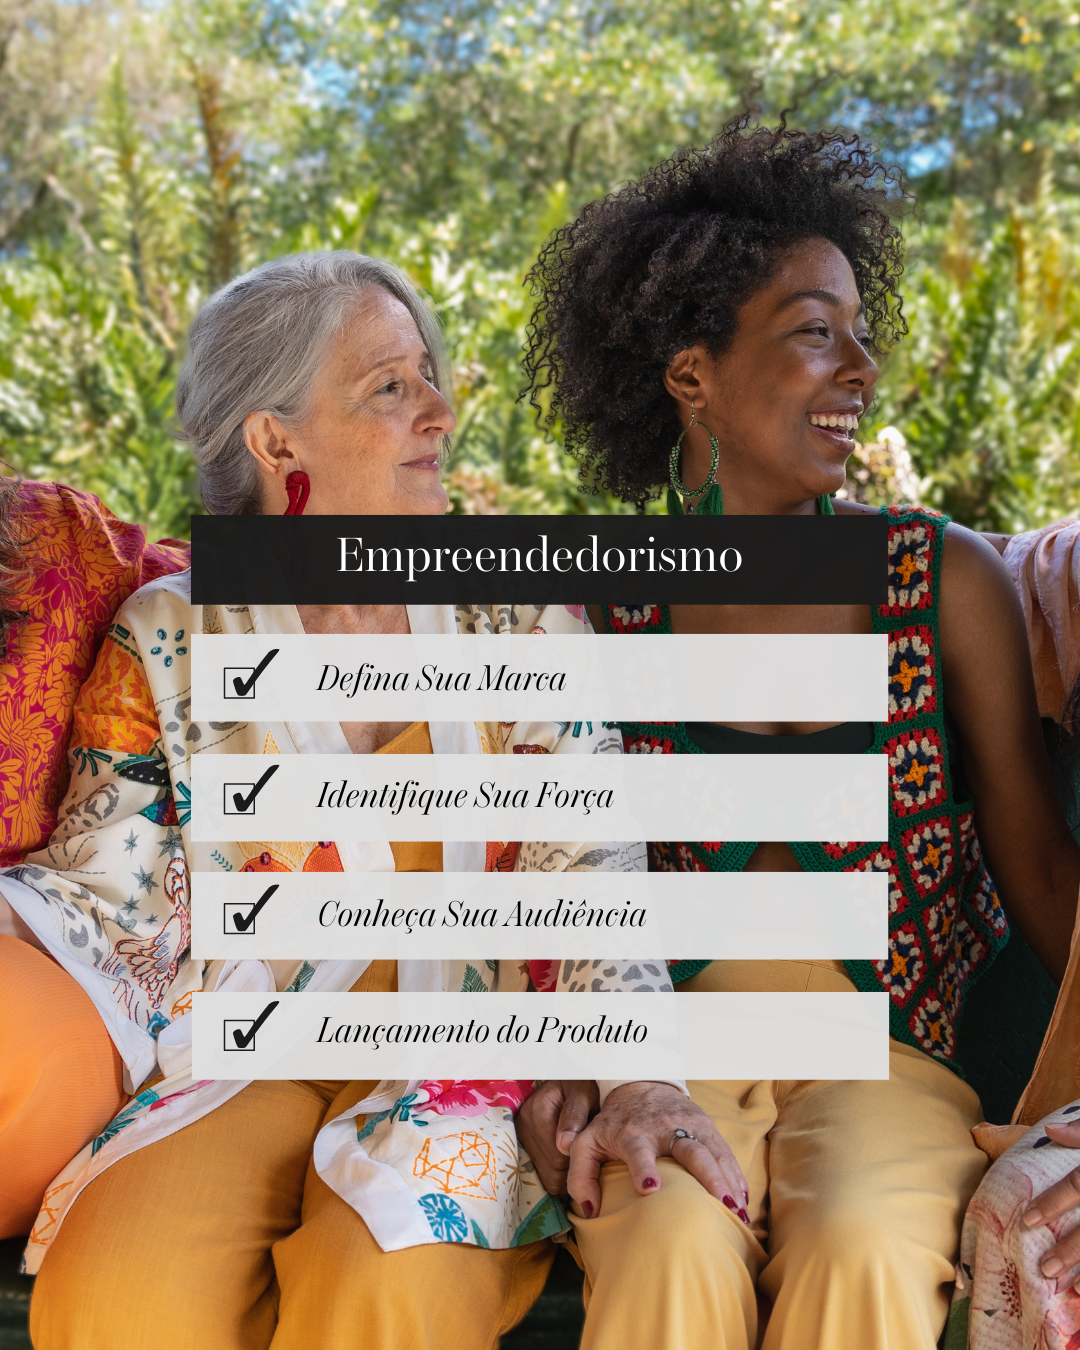 Empreendedorismo
Defina Sua Marca
Identifique Sua Força
Conheça Sua Audiência
Lançamento do Produto